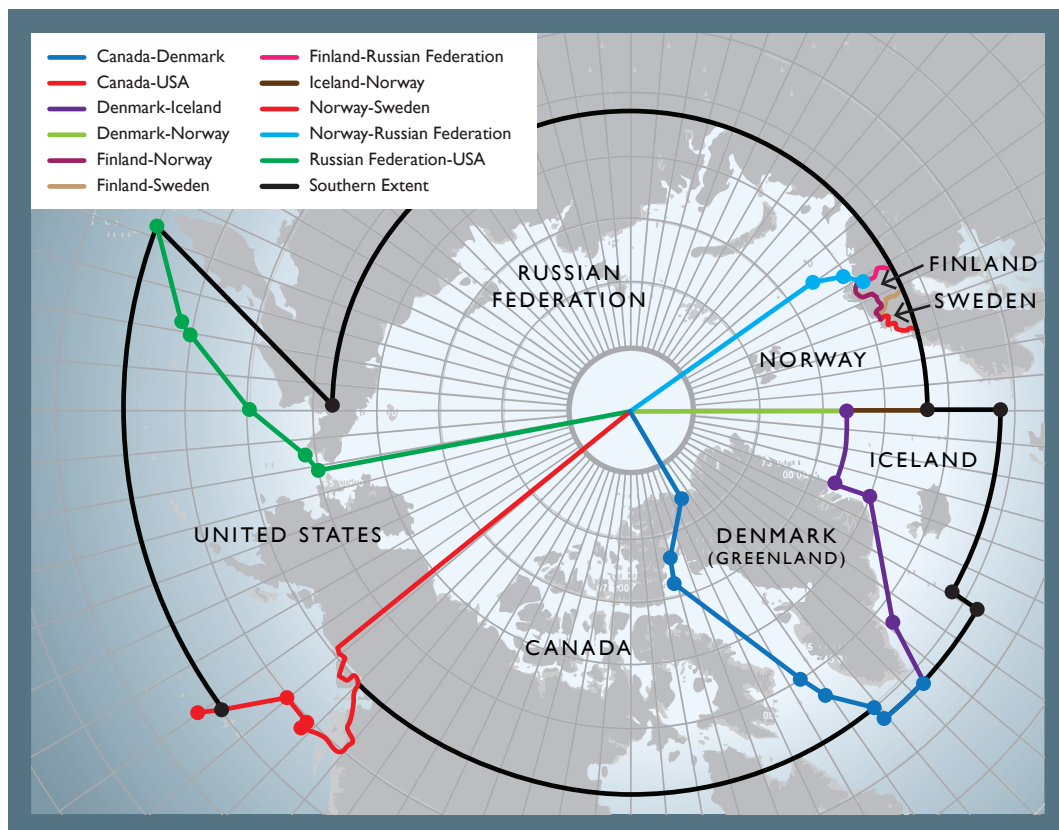 Canada-Denmark
Canada-USA
Denmark-Iceland
Denmark-Norway
Finland-Norway
Finland-Sweden
Finland-Russian Federation
Iceland-Norway
Norway-Sweden
Norway-Russian Federation
Russian Federation-USA
Southern Extent
RUSSIAN
FEDERATION
FINLAND
SWEDEN
NORWAY
ICELAND
UNITED STATES
DENMARK
(GREENLAND)
CANADA